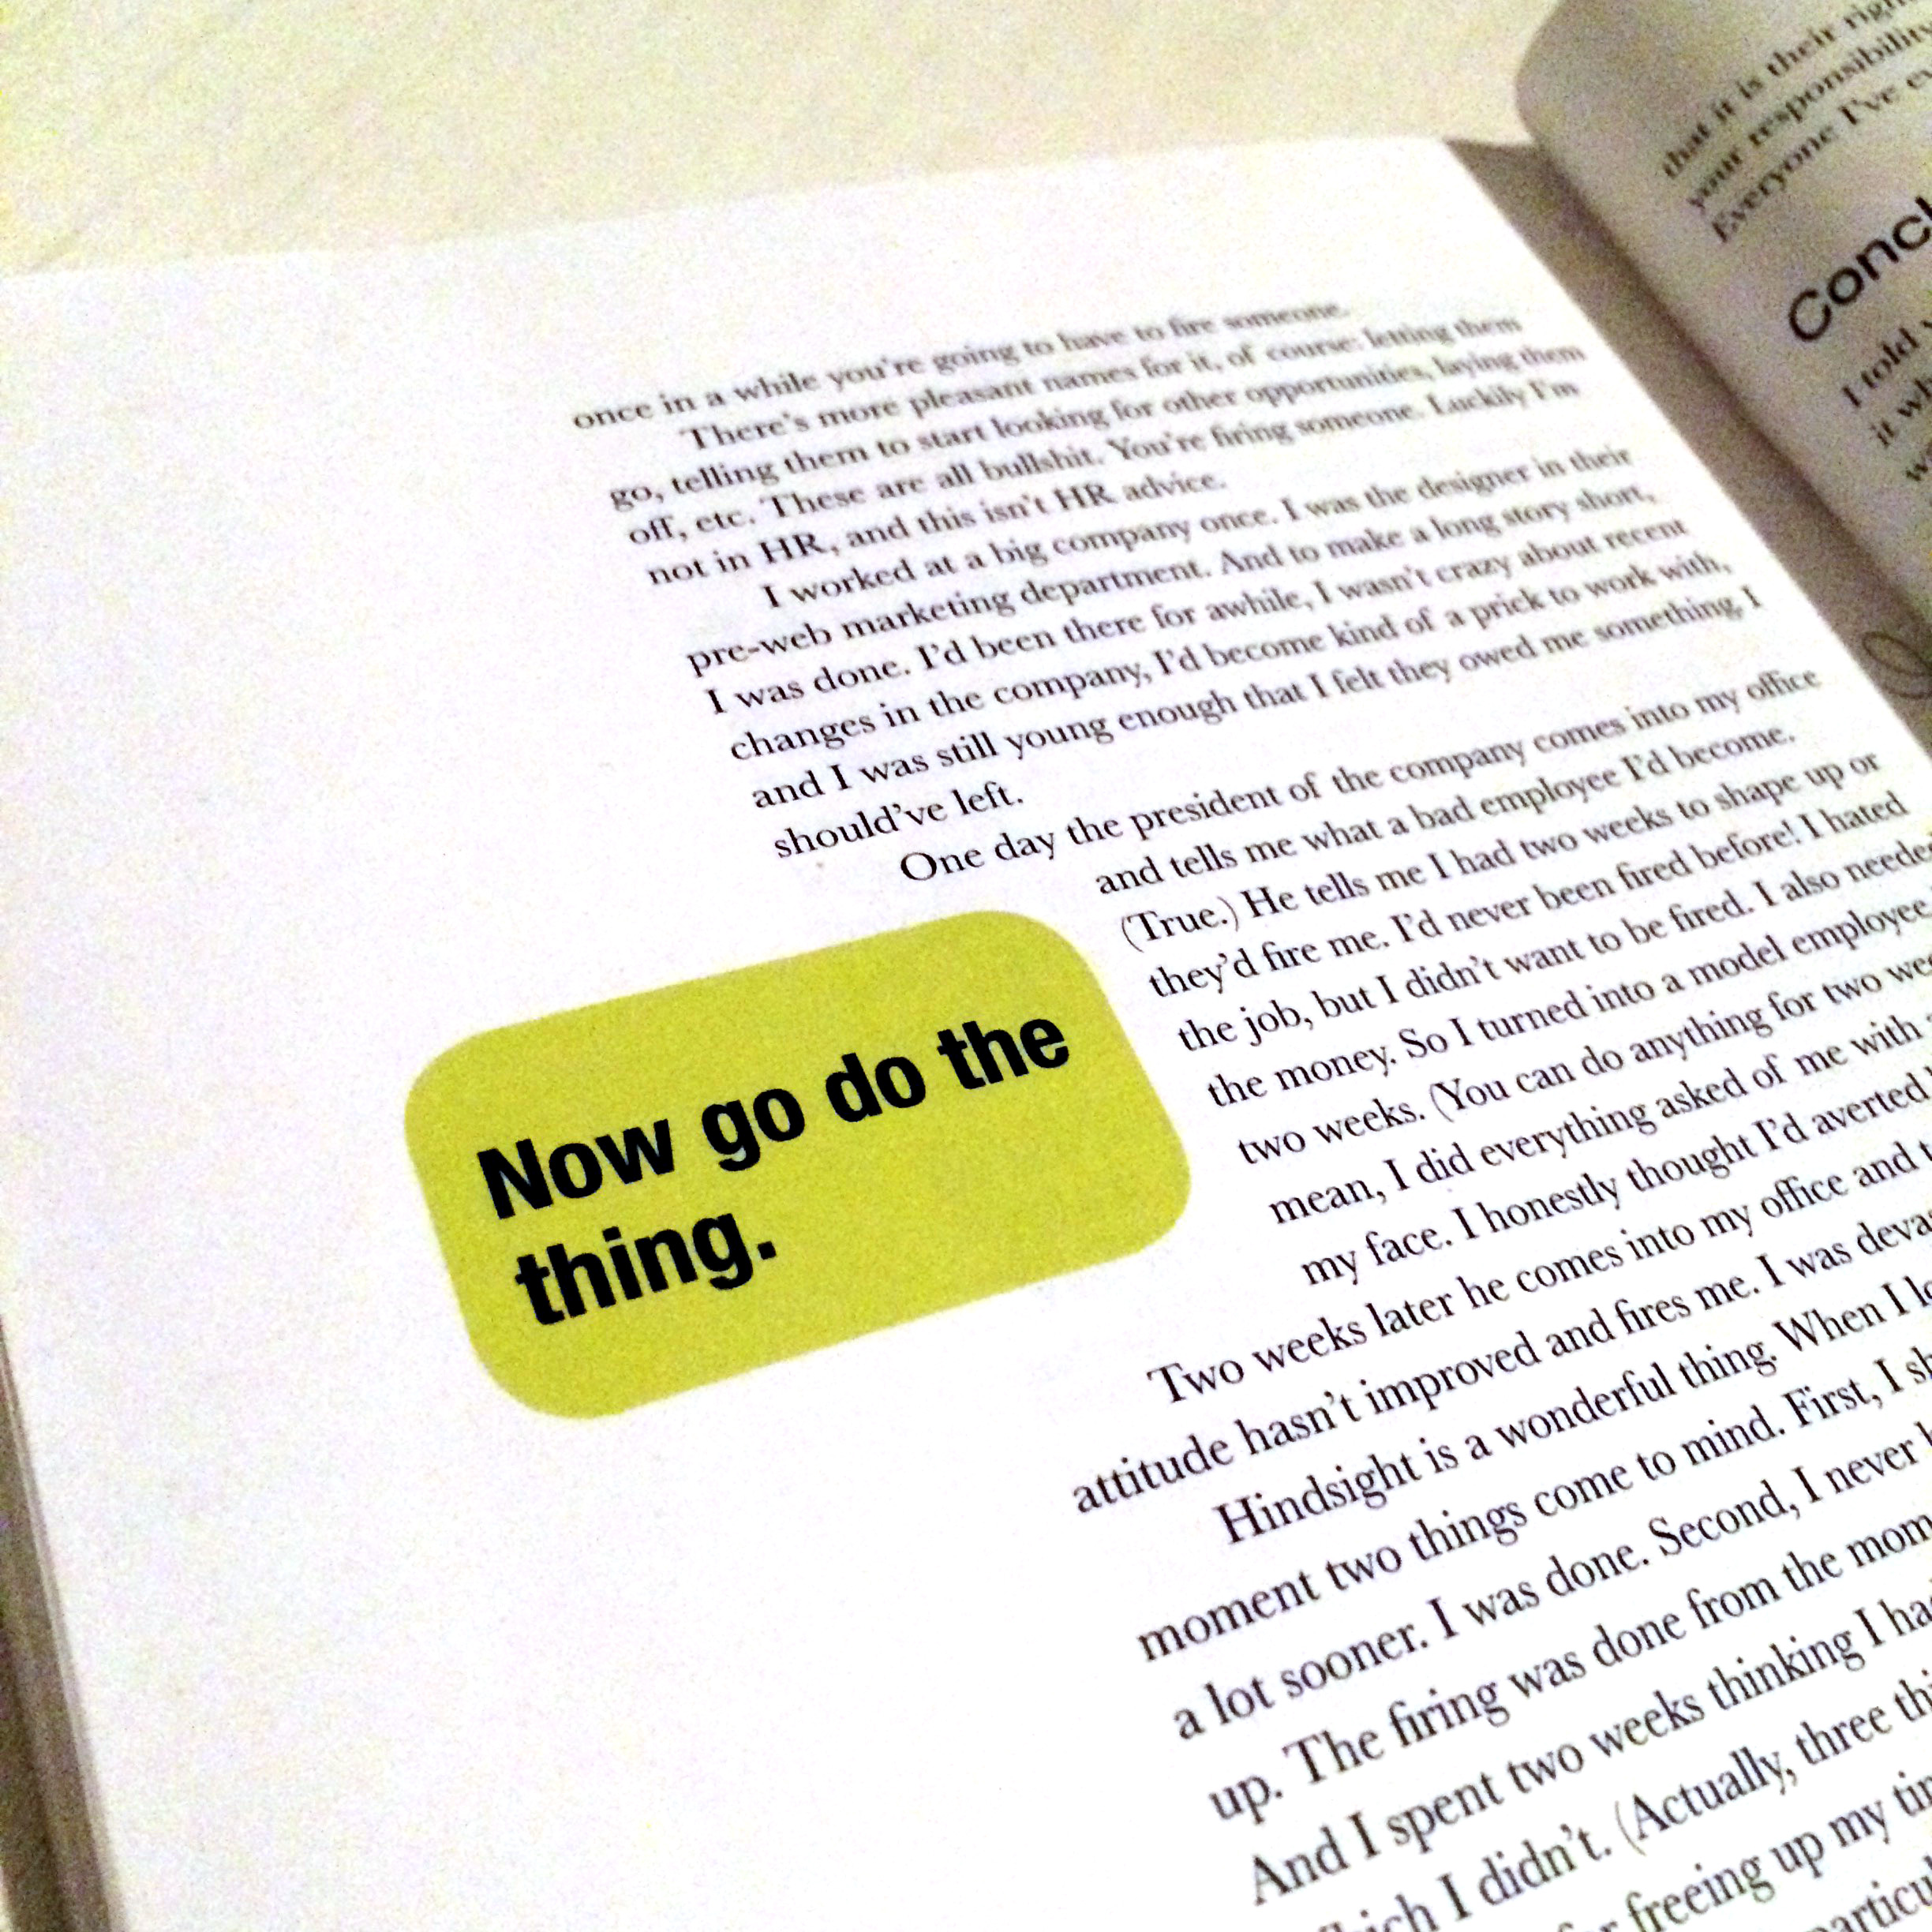 once in a while you're going to have to fire someone.
There's more pleasant names for it, of course: letting them
go, telling them to start looking for other opportunities, laying them
off, etc. These are all bullshit. You're firing someone. Luckily I'm
not in HR, and this isn't HR advice.
I worked at a big company once. I was the designer in their
pre-web marketing department. And to make a long story short,
I was done. I'd been there for awhile, I wasn't crazy about recent
changes in the company, I'd become kind of a prick to work with,
and I was still young enough that I felt they owed me something. I
should've left.
One day the president of the company comes into my office
and tells me what a bad employee I'd become.
(True.) He tells me I had two weeks to shape up or
they'd fire me. I'd never been fired before! I hated
the job, but I didn't want to be fired. I also
the money. So I turned into a model employee
two weeks. (You can do anything for two
mean, I did everything asked of me with
my face. I honestly thought I'd averted
Two weeks later he comes into my office and
attitude hasn't improved and fires me. I was
Hindsight is a wonderful thing. When I
moment two things come to mind. First, I
a lot sooner. I was done. Second, I never
up. The firing was done from the
And I spent two weeks thinking I
I didn't. (Actually, three
freeing up my
Now go do the
thing.
that it is their
your responsibility
Everyone I've
I told
it